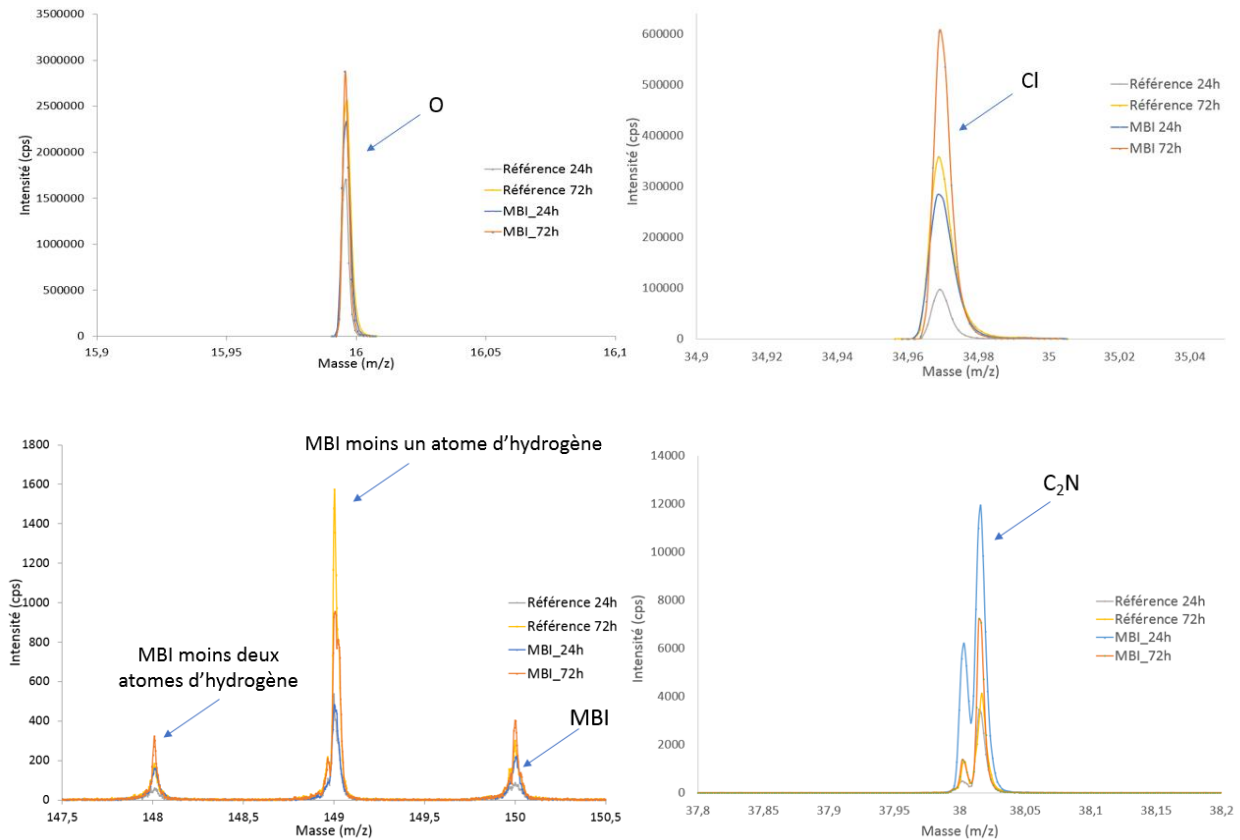 3500000
3000000
2500000
2000000
1500000
1000000
500000
0
Intensité (cps)
15,9
15,95
16
16,05
16,1
Masse (m/z)
O
Référence 24h
Référence 72h
MBI_24h
MBI_72h
600000
500000
400000
300000
200000
100000
0
Intensité (cps)
34,9
34,92
34,94
34,96
34,98
35
35,02
35,04
Masse (m/z)
Cl
Référence 24h
Référence 72h
MBI 24h
MBI 72h
1800
1600
1400
1200
1000
800
600
400
200
0
Intensité (cps)
147,5
148
148,5
149
149,5
150
150,5
Masse (m/z)
MBI moins un atome d’hydrogène
MBI moins deux
atomes d’hydrogène
MBI
Référence 24h
Référence 72h
MBI_24h
MBI_72h
14000
12000
10000
8000
6000
4000
2000
0
Intensité (cps)
37,8
37,85
37,9
37,95
38
38,05
38,1
38,15
38,2
Masse (m/z)
C₂N
Référence 24h
Référence 72h
MBI_24h
MBI_72h